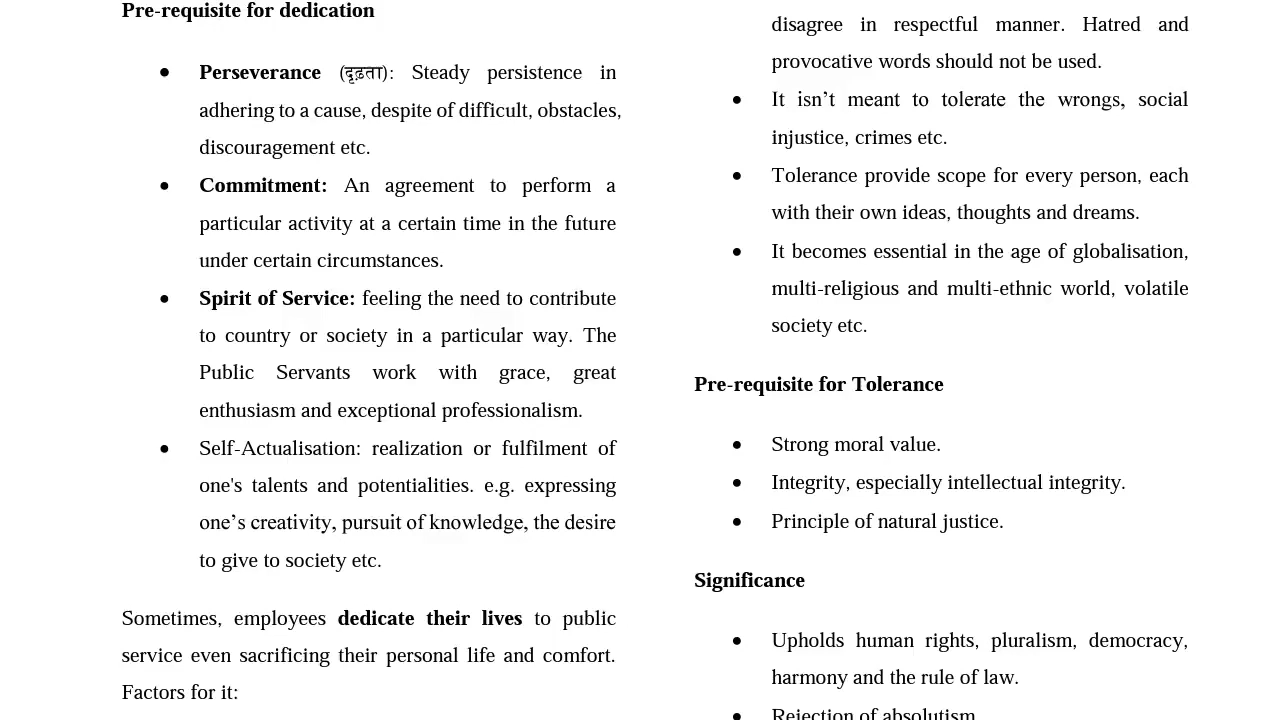 Pre-requisite for dedication
• Perseverance (दृढ़ता): Steady persistence in
adhering to a cause, despite of difficult, obstacles,
discouragement etc.
• Commitment: An agreement to perform a
particular activity at a certain time in the future
under certain circumstances.
• Spirit of Service: feeling the need to contribute
to country or society in a particular way. The
Public Servants work with grace, great
enthusiasm and exceptional professionalism.
• Self-Actualisation: realization or fulfilment of
one's talents and potentialities. e.g. expressing
one’s creativity, pursuit of knowledge, the desire
to give to society etc.
Sometimes, employees dedicate their lives to public
service even sacrificing their personal life and comfort.
Factors for it:
disagree in respectful manner. Hatred and
provocative words should not be used.
• It isn’t meant to tolerate the wrongs, social
injustice, crimes etc.
• Tolerance provide scope for every person, each
with their own ideas, thoughts and dreams.
• It becomes essential in the age of globalisation,
multi-religious and multi-ethnic world, volatile
society etc.
Pre-requisite for Tolerance
• Strong moral value.
• Integrity, especially intellectual integrity.
• Principle of natural justice.
Significance
• Upholds human rights, pluralism, democracy,
harmony and the rule of law.
• Rejection of absolutism